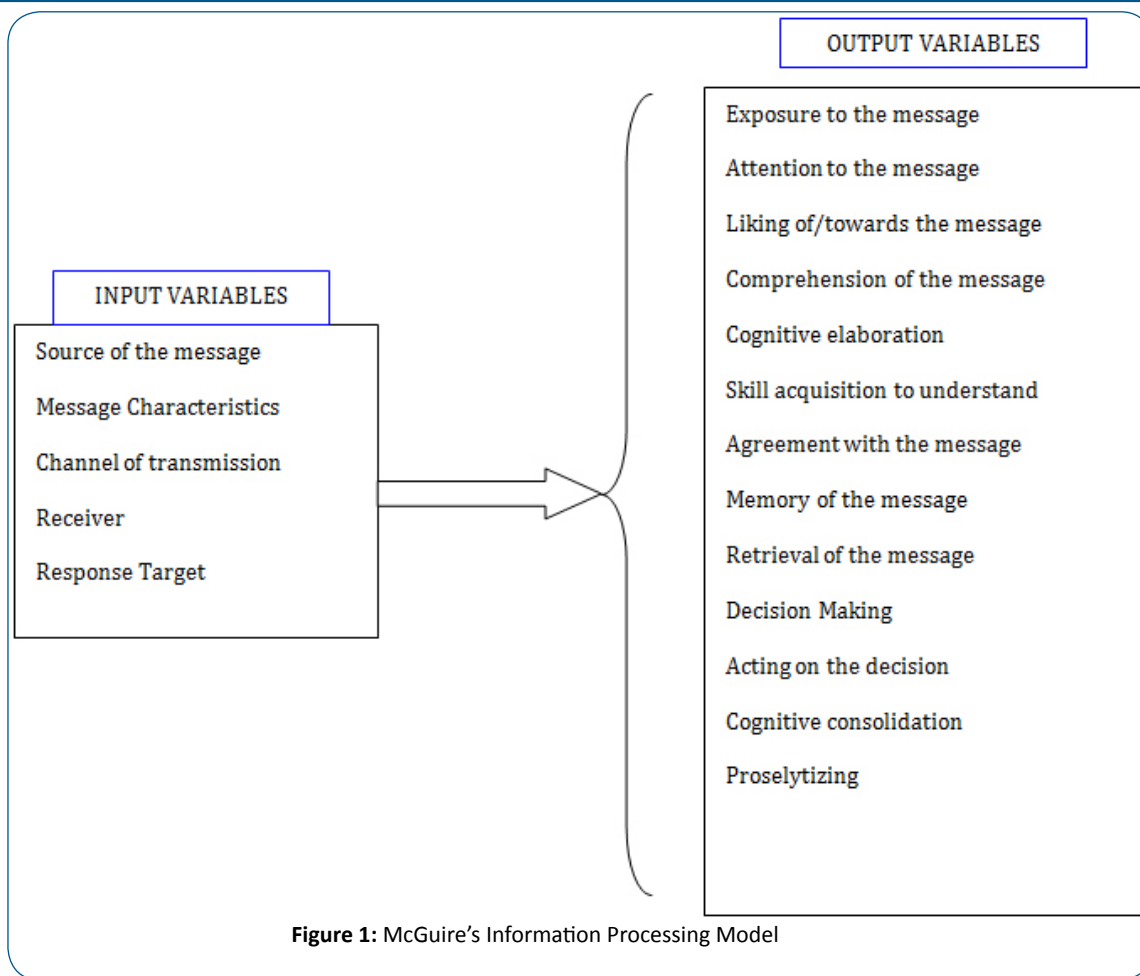 INPUT VARIABLES
Source of the message
Message Characteristics
Channel of transmission
Receiver
Response Target
OUTPUT VARIABLES
Exposure to the message
Attention to the message
Liking of/towards the message
Comprehension of the message
Cognitive elaboration
Skill acquisition to understand
Agreement with the message
Memory of the message
Retrieval of the message
Decision Making
Acting on the decision
Cognitive consolidation
Proselytizing
Figure 1: McGuire’s Information Processing Model